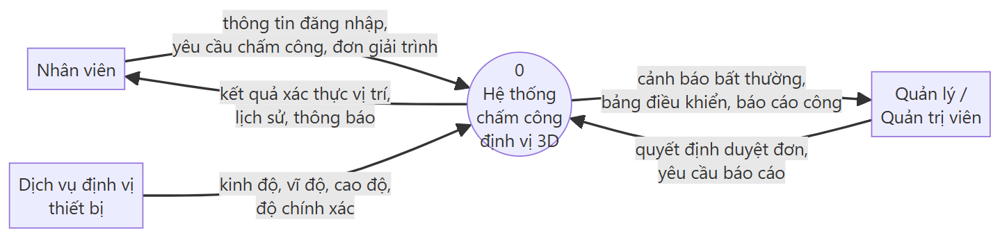 thông tin đăng nhập,
yêu cầu chấm công, đơn giải trình
Nhân viên
kết quả xác thực vị trí,
lịch sử, thông báo
Dịch vụ định vị
thiết bị
kinh độ, vĩ độ, cao độ,
độ chính xác
0
Hệ thống
chấm công
định vị 3D
cảnh báo bất thường,
bảng điều khiển, báo cáo công
quyết định duyệt đơn,
yêu cầu báo cáo
Quản lý /
Quản trị viên